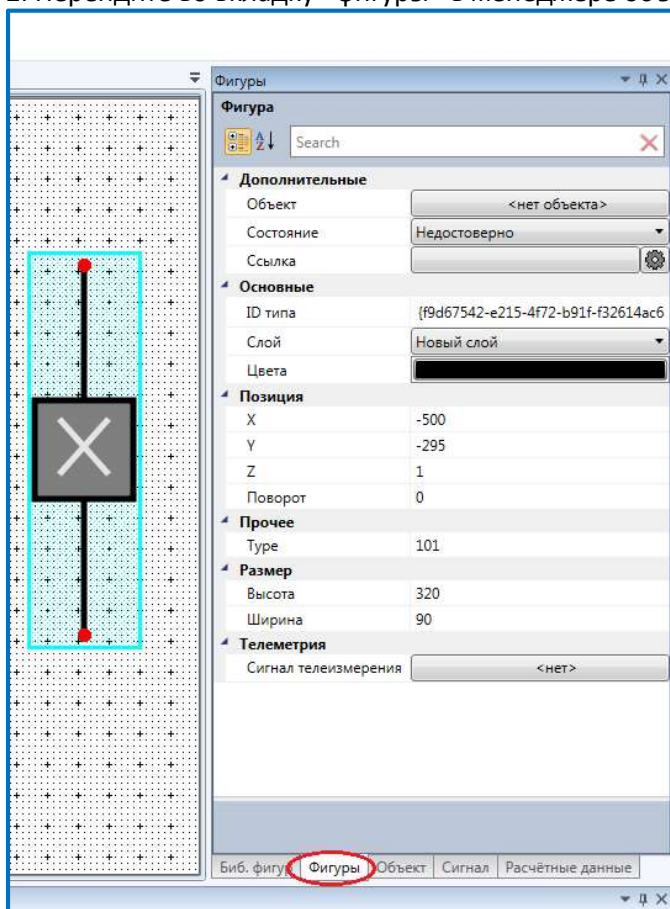 Фигуры
Фигура
Search
Дополнительные
Объект <нет объекта>
Состояние Недостоверно
Ссылка
Основные
ID типа {f9d67542-e215-4f72-b91f-f32614ac6
Слой Новый слой
Цвета
Позиция
X -500
Y -295
Z 1
Поворот 0
Прочее
Type 101
Размер
Высота 320
Ширина 90
Телеметрия
Сигнал телеизмерения <нет>
Биб. фигур Фигуры Объект Сигнал Расчётные данные